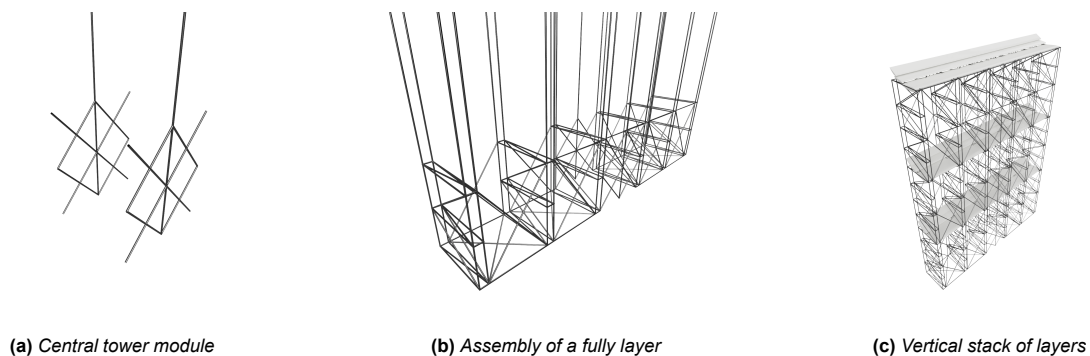 (a) Central tower module
(b) Assembly of a fully layer
(c) Vertical stack of layers